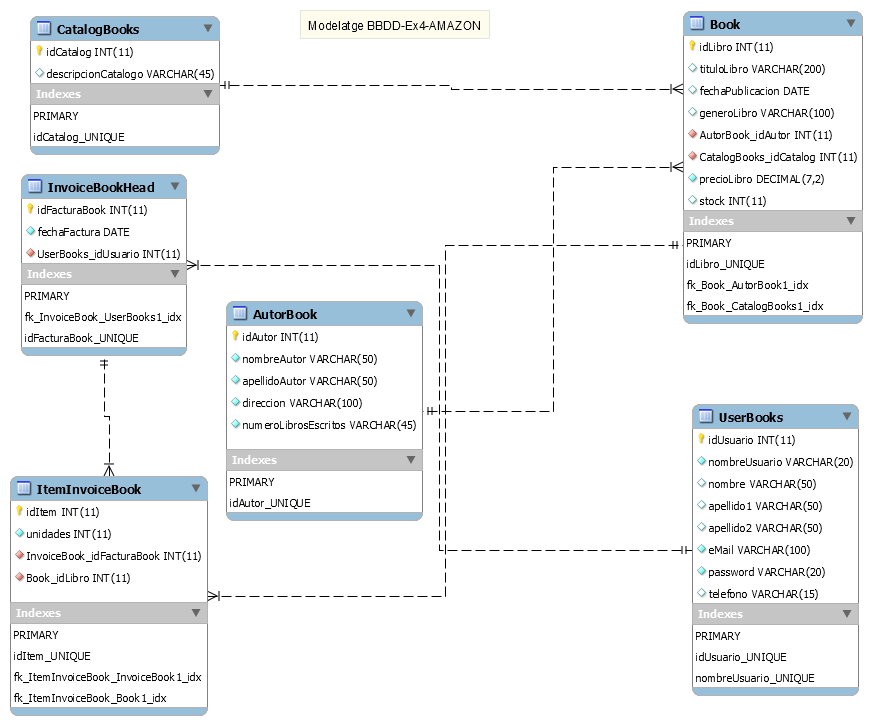 Modelatge BBDD-Ex4-AMAZON
CatalogBooks
idCatalog INT(11)
descripcionCatalogo VARCHAR(45)
Indexes
PRIMARY
idCatalog_UNIQUE
InvoiceBookHead
idFacturaBook INT(11)
fechaFactura DATE
UserBooks_idUsuario INT(11)
Indexes
PRIMARY
fk_Invoice_UserBooks1_idx
idFacturaBook_UNIQUE
ItemInvoiceBook
idItem INT(11)
unidades INT(11)
InvoiceBook_idFacturaBook INT(11)
Book_idLibro INT(11)
Indexes
PRIMARY
idItem_UNIQUE
fk_ItemInvoiceBook_InvoiceBook1_idx
fk_ItemInvoiceBook_Book1_idx
AutorBook
idAutor INT(11)
nombreAutor VARCHAR(50)
apellidoAutor VARCHAR(50)
direccion VARCHAR(100)
numeroLibrosEscritos VARCHAR(45)
Indexes
PRIMARY
idAutor_UNIQUE
Book
idLibro INT(11)
tituloLibro VARCHAR(200)
fechaPublicacion DATE
generoLibro VARCHAR(100)
AutorBook_idAutor INT(11)
CatalogBooks_idCatalog INT(11)
precioLibro DECIMAL(7,2)
stock INT(11)
Indexes
PRIMARY
idLibro_UNIQUE
fk_Book_AutorBook1_idx
fk_Book_CatalogBooks1_idx
UserBooks
idUsuario INT(11)
nombreUsuario VARCHAR(20)
nombre VARCHAR(50)
apellido1 VARCHAR(50)
apellido2 VARCHAR(50)
eMail VARCHAR(100)
password VARCHAR(20)
telefono VARCHAR(15)
Indexes
PRIMARY
idUsuario_UNIQUE
nombreUsuario_UNIQUE